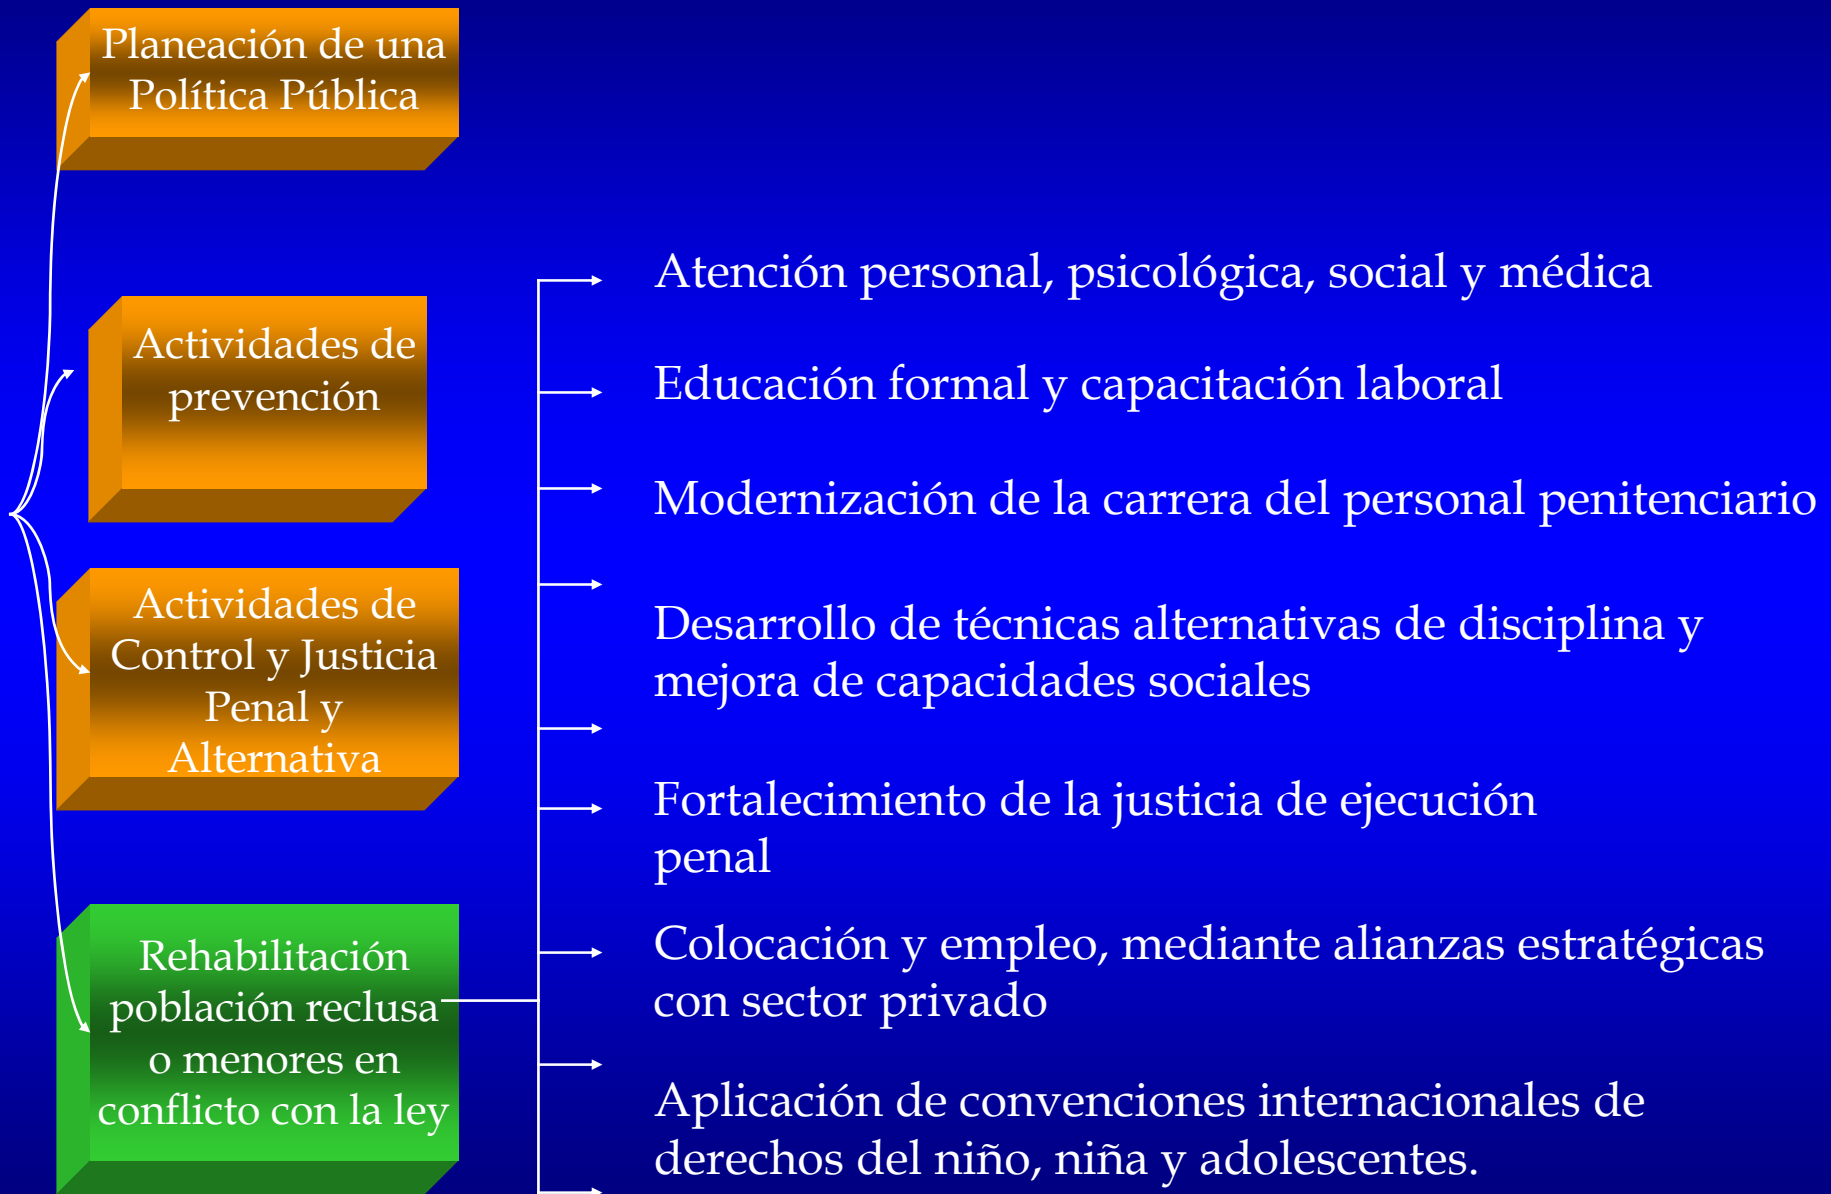 Planeación de una
Política Pública
Actividades de
prevención
Actividades de
Control y Justicia
Penal y
Alternativa
Rehabilitación
población reclusa
o menores en
conflicto con la ley
Atención personal, psicológica, social y médica
Educación formal y capacitación laboral
Modernización de la carrera del personal penitenciario
Desarrollo de técnicas alternativas de disciplina y
mejora de capacidades sociales
Fortalecimiento de la justicia de ejecución
penal
Colocación y empleo, mediante alianzas estratégicas
con sector privado
Aplicación de convenciones internacionales de
derechos del niño, niña y adolescentes.